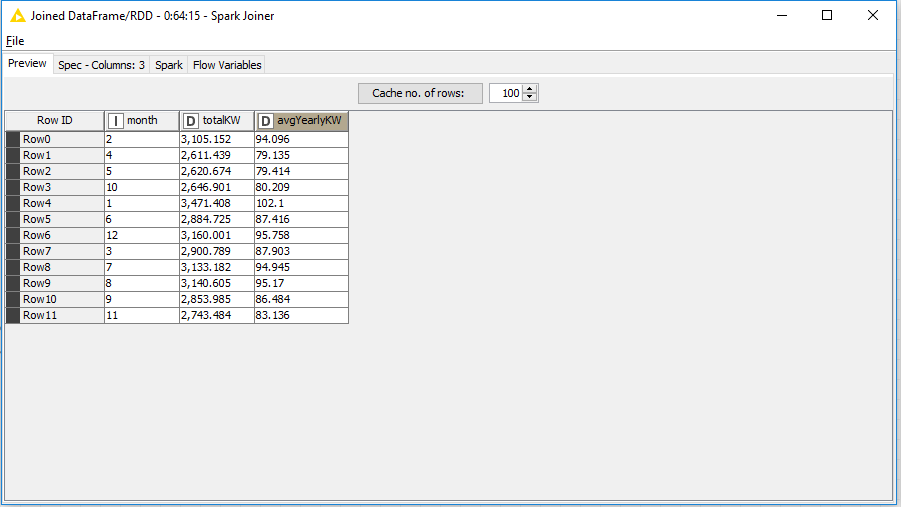 Joined DataFrame/RDD - 0:64:15 - Spark Joiner
File
Preview Spec - Columns: 3 Spark Flow Variables
Cache no. of rows: 100
Row ID I month D totalKW D avgYearlyKW
Row0 2 3,105.152 94.096
Row1 4 2,611.439 79.135
Row2 5 2,620.674 79.414
Row3 10 2,646.901 80.209
Row4 1 3,471.408 102.1
Row5 6 2,884.725 87.416
Row6 12 3,160.001 95.758
Row7 3 2,900.789 87.903
Row8 7 3,133.182 94.945
Row9 8 3,140.605 95.17
Row10 9 2,853.985 86.484
Row11 11 2,743.484 83.136